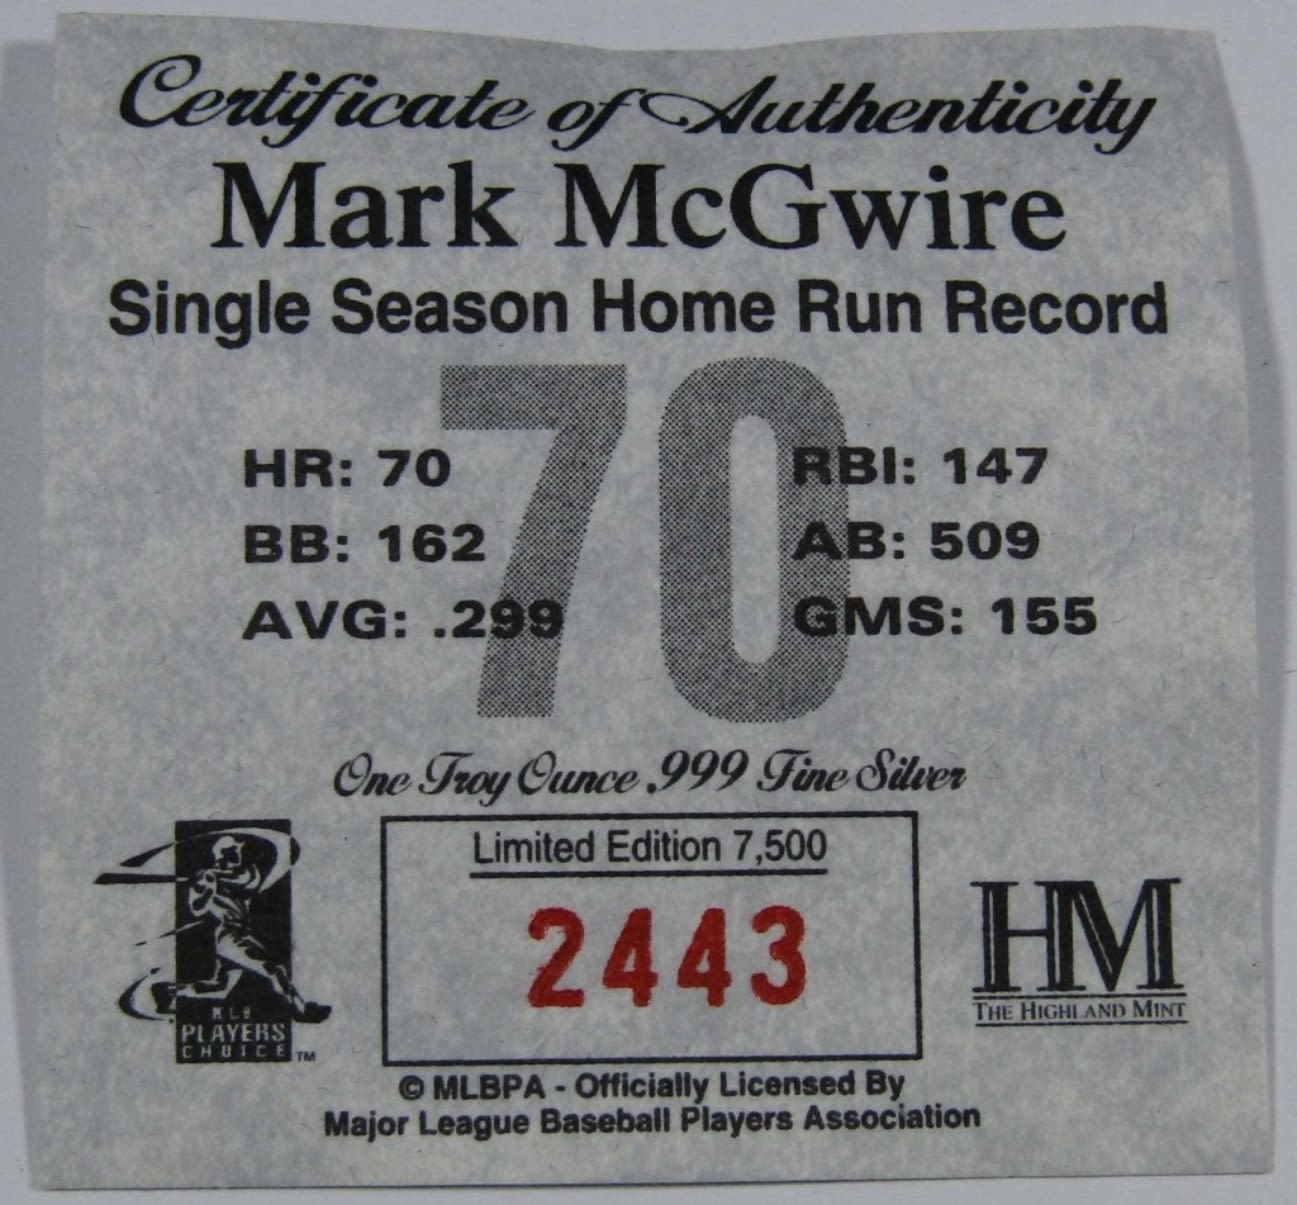 Certificate of Authenticity
Mark McGwire
Single Season Home Run Record
70
HR: 70 RBI: 147
BB: 162 AB: 509
AVG: .299 GMS: 155
One Troy Ounce .999 Fine Silver
Limited Edition 7,500
2443
MLB
PLAYERS
CHOICE™
HM
THE HIGHLAND MINT
© MLBPA - Officially Licensed By
Major League Baseball Players Association